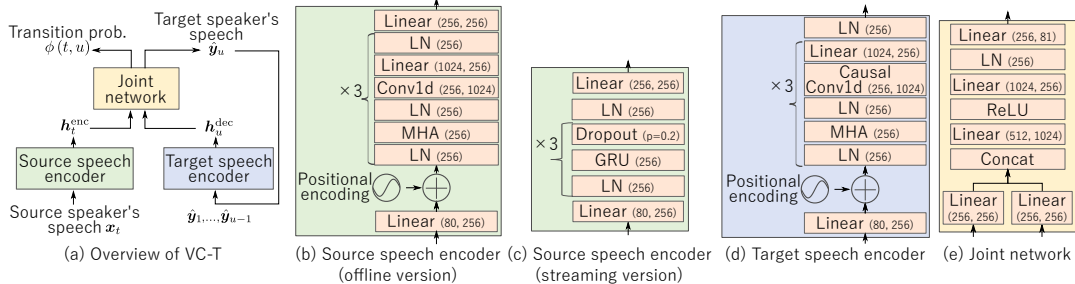 Transition prob.
ϕ(t, u)
Target speaker's
speech
ŷ_u
Joint
network
h_t^enc
h_u^dec
Source speech
encoder
Target speech
encoder
Source speaker's
speech x_t
ŷ_1,...,ŷ_{u−1}
(a) Overview of VC-T
Linear (256, 256)
LN (256)
Linear (1024, 256)
Conv1d (256, 1024)
LN (256)
MHA (256)
LN (256)
×3
Positional
encoding
Linear (80, 256)
(b) Source speech encoder
(offline version)
Linear (256, 256)
LN (256)
Dropout (p=0.2)
GRU (256)
LN (256)
×3
Linear (80, 256)
(c) Source speech encoder
(streaming version)
LN (256)
Linear (1024, 256)
Causal
Conv1d (256, 1024)
LN (256)
MHA (256)
LN (256)
×3
Positional
encoding
Linear (80, 256)
(d) Target speech encoder
Linear (256, 81)
LN (256)
Linear (1024, 256)
ReLU
Linear (512, 1024)
Concat
Linear
(256, 256)
Linear
(256, 256)
(e) Joint network